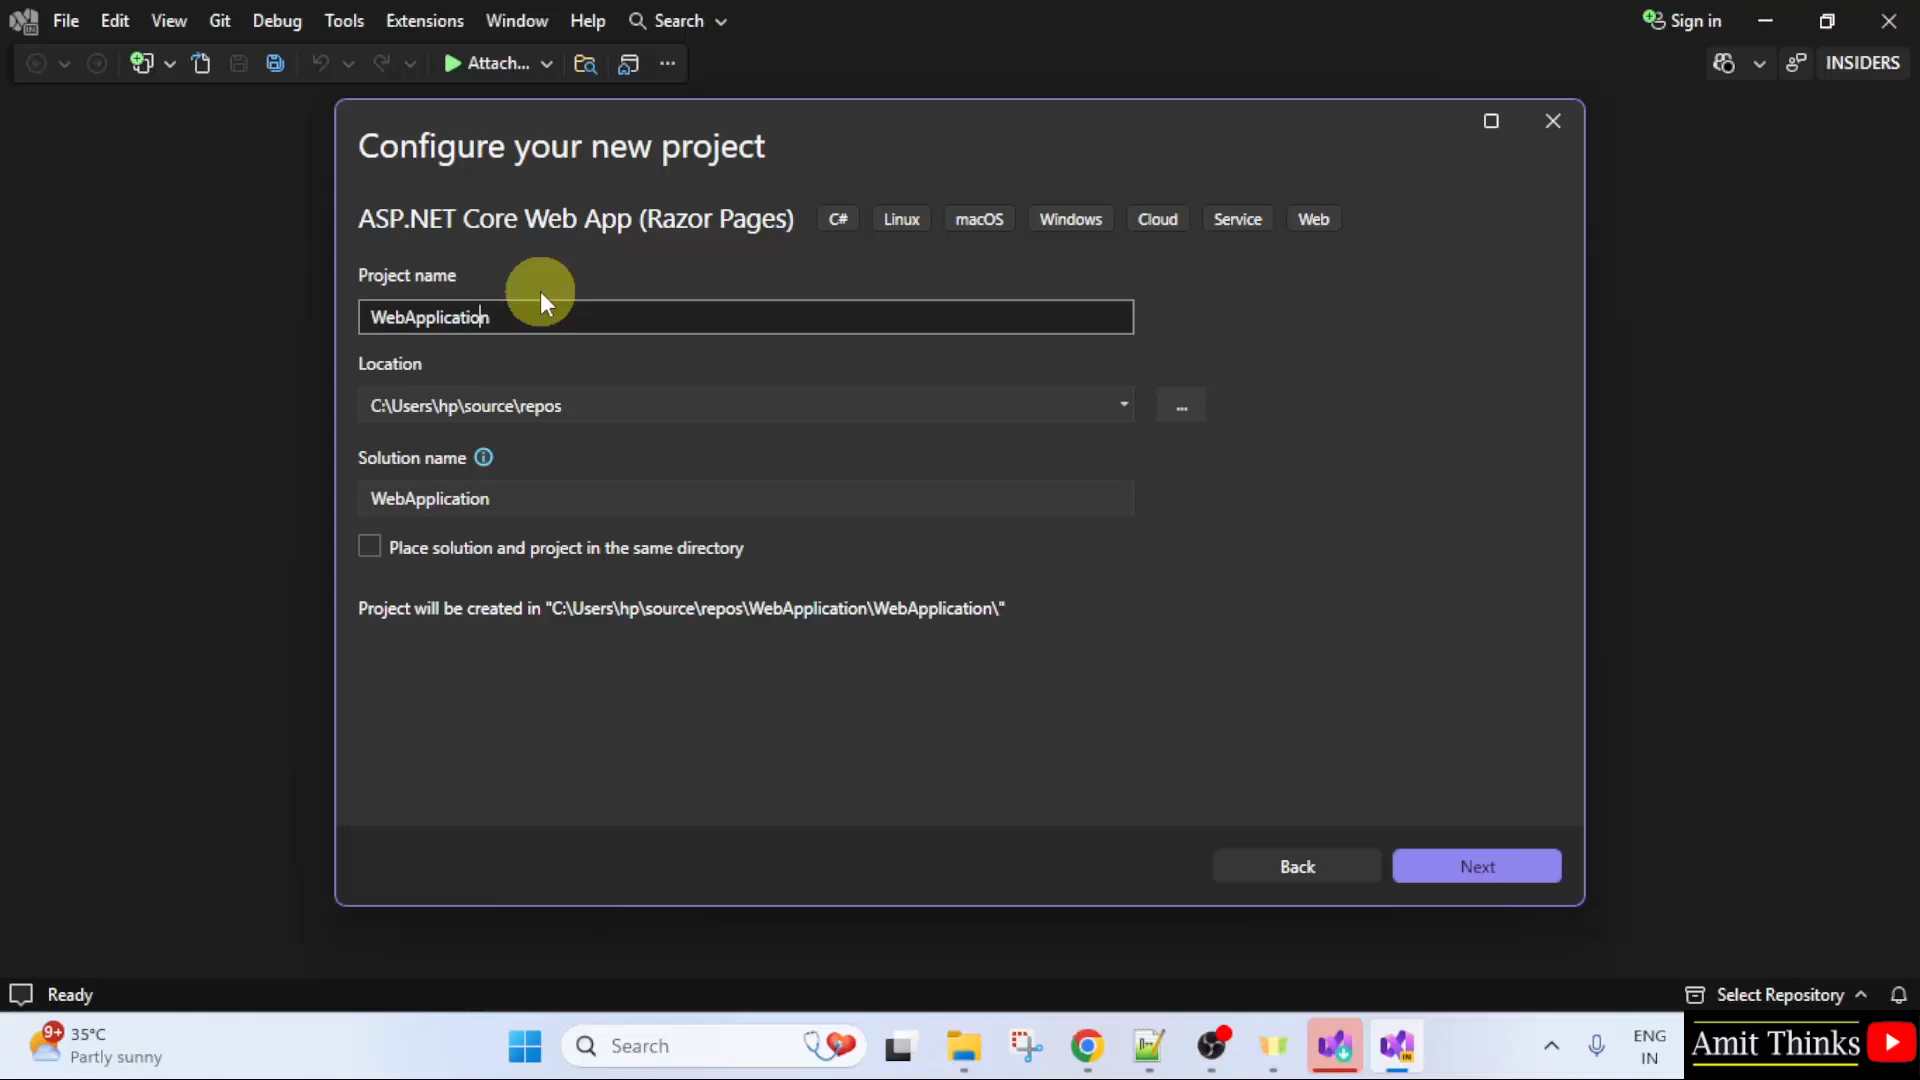 File Edit View Git Debug Tools Extensions Window Help Search Sign in
Attach... INSIDERS
Configure your new project
ASP.NET Core Web App (Razor Pages) C# Linux macOS Windows Cloud Service Web
Project name
WebApplication
Location
C:\Users\hp\source\repos
...
Solution name
WebApplication
Place solution and project in the same directory
Project will be created in "C:\Users\hp\source\repos\WebApplication\WebApplication\"
Back Next
Ready Select Repository
9+ 35°C
Partly sunny
Search
ENG
IN
Amit Thinks